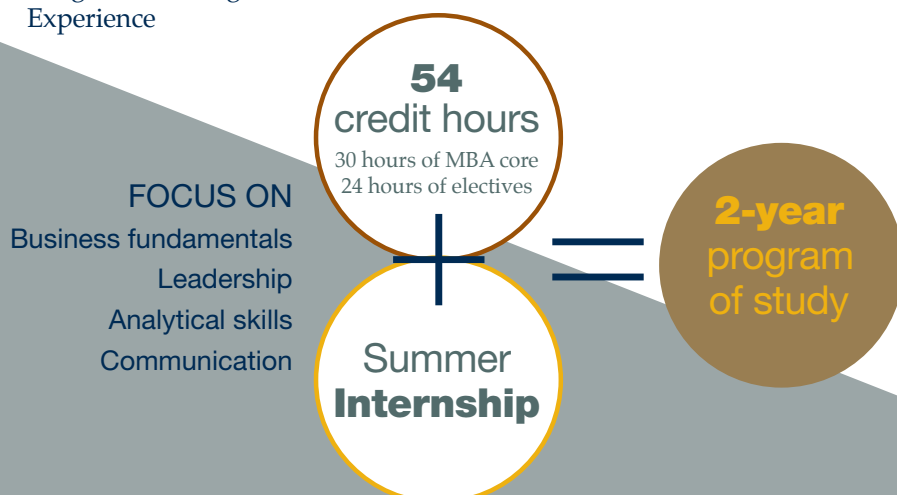 Experience
54
credit hours
30 hours of MBA core
24 hours of electives
FOCUS ON
Business fundamentals
Leadership
Analytical skills
Communication
+
=
Summer
Internship
2-year
program
of study